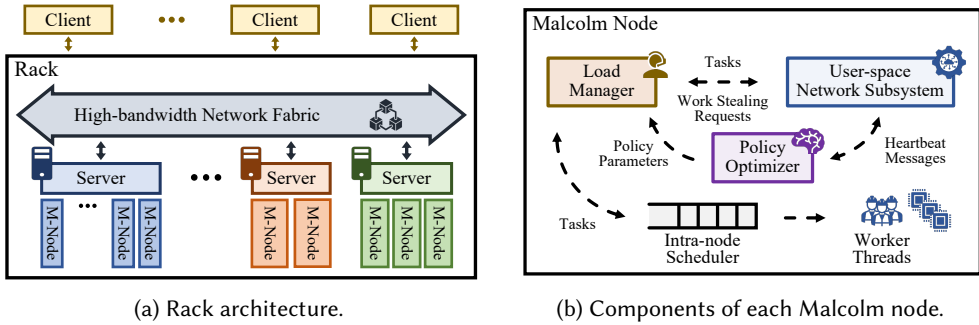 Client
...
Client
Client
Rack
High-bandwidth Network Fabric
Server
...
Server
Server
M-Node
...
M-Node
M-Node
M-Node
M-Node
M-Node
M-Node
M-Node
(a) Rack architecture.
Malcolm Node
Load
Manager
Tasks
Work Stealing
Requests
User-space
Network Subsystem
Policy
Parameters
Policy
Optimizer
Heartbeat
Messages
Tasks
Intra-node
Scheduler
Worker
Threads
(b) Components of each Malcolm node.